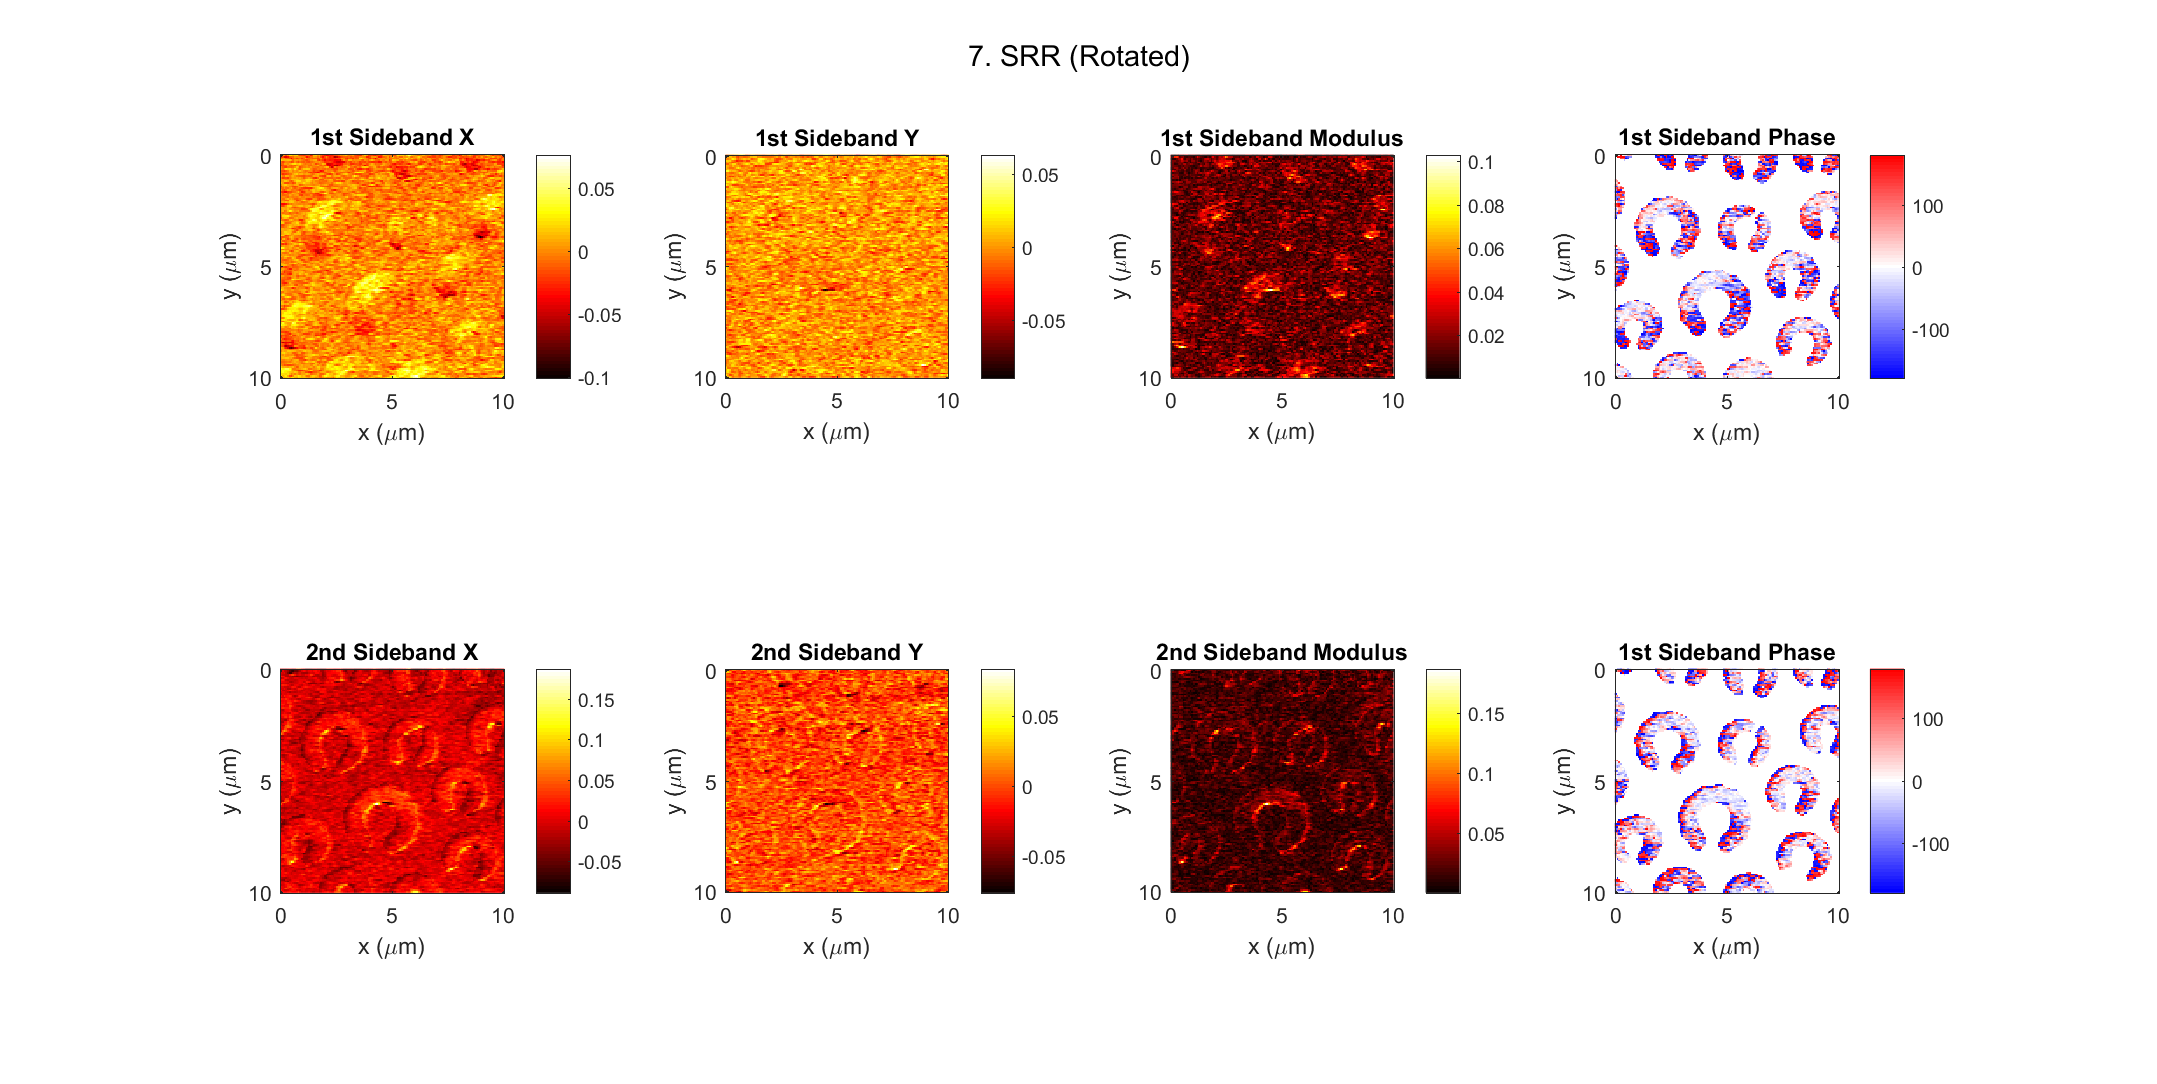 7. SRR (Rotated)
1st Sideband X
0
5
10
0 5 10
y (μm)
x (μm)
0.05
0
-0.05
-0.1
1st Sideband Y
0
5
10
0 5 10
y (μm)
x (μm)
0.05
0
-0.05
1st Sideband Modulus
0
5
10
0 5 10
y (μm)
x (μm)
0.1
0.08
0.06
0.04
0.02
1st Sideband Phase
0
5
10
0 5 10
y (μm)
x (μm)
100
0
-100
2nd Sideband X
0
5
10
0 5 10
y (μm)
x (μm)
0.15
0.1
0.05
0
-0.05
2nd Sideband Y
0
5
10
0 5 10
y (μm)
x (μm)
0.05
0
-0.05
2nd Sideband Modulus
0
5
10
0 5 10
y (μm)
x (μm)
0.15
0.1
0.05
1st Sideband Phase
0
5
10
0 5 10
y (μm)
x (μm)
100
0
-100